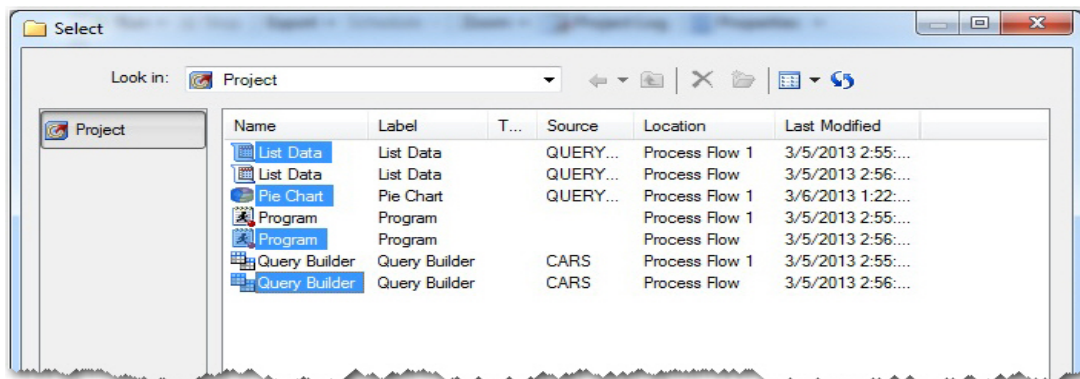 Select
Look in: Project
Project
Name Label T... Source Location Last Modified
List Data List Data QUERY... Process Flow 1 3/5/2013 2:55:...
List Data List Data QUERY... Process Flow 3/5/2013 2:56:...
Pie Chart Pie Chart QUERY... Process Flow 1 3/6/2013 1:22:...
Program Program Process Flow 1 3/5/2013 2:55:...
Program Program Process Flow 3/5/2013 2:56:...
Query Builder Query Builder CARS Process Flow 1 3/5/2013 2:55:...
Query Builder Query Builder CARS Process Flow 3/5/2013 2:56:...